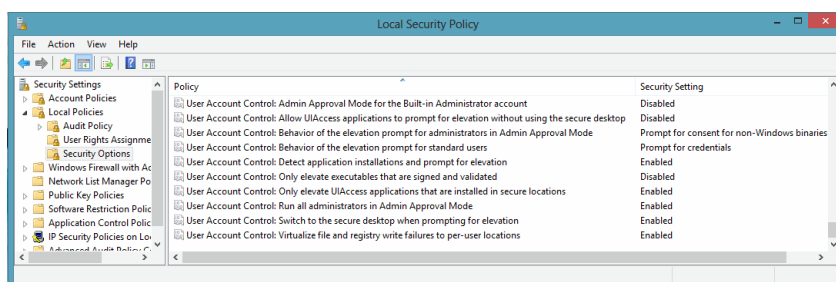 Local Security Policy
File Action View Help
Security Settings
Account Policies
Local Policies
Audit Policy
User Rights Assignme
Security Options
Windows Firewall with Ac
Network List Manager Po
Public Key Policies
Software Restriction Polic
Application Control Polic
IP Security Policies on Lo
Advanced Audit Policy C
Policy Security Setting
User Account Control: Admin Approval Mode for the Built-in Administrator account Disabled
User Account Control: Allow UIAccess applications to prompt for elevation without using the secure desktop Disabled
User Account Control: Behavior of the elevation prompt for administrators in Admin Approval Mode Prompt for consent for non-Windows binaries
User Account Control: Behavior of the elevation prompt for standard users Prompt for credentials
User Account Control: Detect application installations and prompt for elevation Enabled
User Account Control: Only elevate executables that are signed and validated Disabled
User Account Control: Only elevate UIAccess applications that are installed in secure locations Enabled
User Account Control: Run all administrators in Admin Approval Mode Enabled
User Account Control: Switch to the secure desktop when prompting for elevation Enabled
User Account Control: Virtualize file and registry write failures to per-user locations Enabled